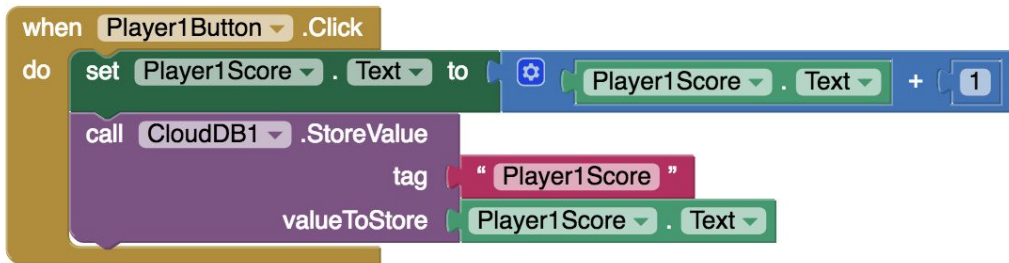 when Player1Button .Click
do set Player1Score . Text to Player1Score . Text + 1
call CloudDB1 .StoreValue
tag “ Player1Score ”
valueToStore Player1Score . Text